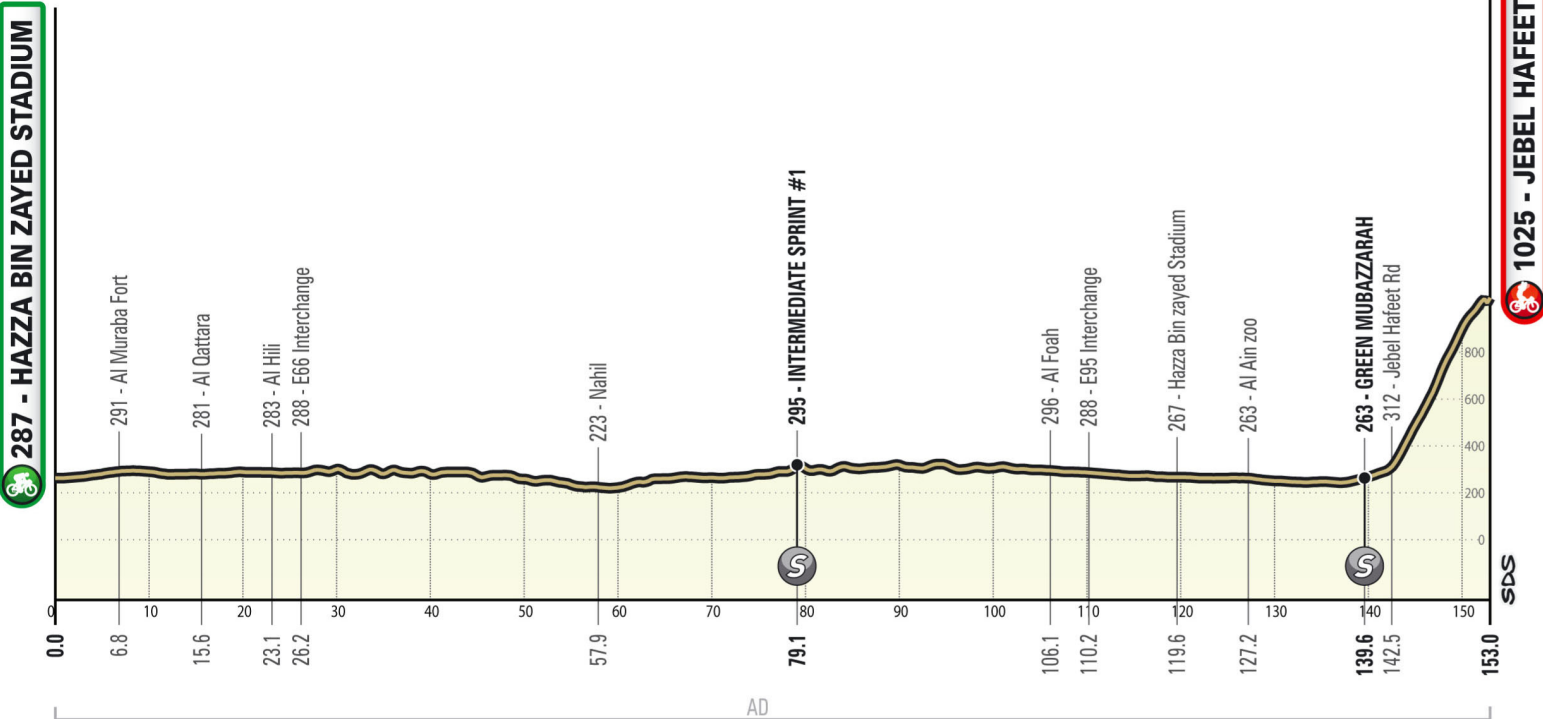 287 - HAZZA BIN ZAYED STADIUM
291 - Al Muraba Fort
281 - Al Qattara
283 - Al Hili
288 - E66 Interchange
223 - Nahil
295 - INTERMEDIATE SPRINT #1
296 - Al Foah
288 - E95 Interchange
267 - Hazza Bin zayed Stadium
263 - Al Ain zoo
263 - GREEN MUBAZZARAH
312 - Jebel Hafeet Rd
1025 - JEBEL HAFEET
800
600
400
200
0
S
S
SDS
0 10 20 30 40 50 60 70 80 90 100 110 120 130 140 150
0.0 6.8 15.6 23.1 26.2 57.9 79.1 106.1 110.2 119.6 127.2 139.6 142.5 153.0
AD